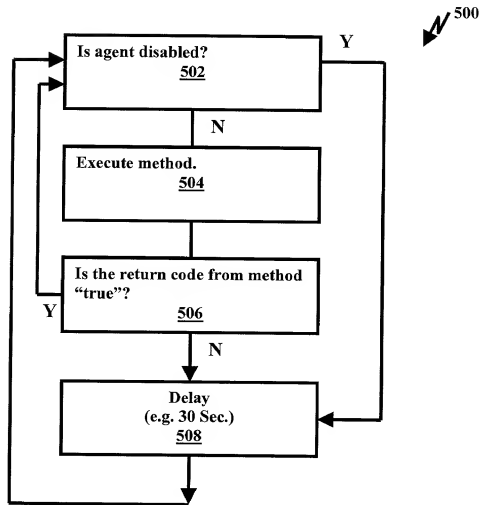 500
Is agent disabled?
Y
502
N
Execute method.
504
Is the return code from method
“true”?
Y
506
N
Delay
(e.g. 30 Sec.)
508